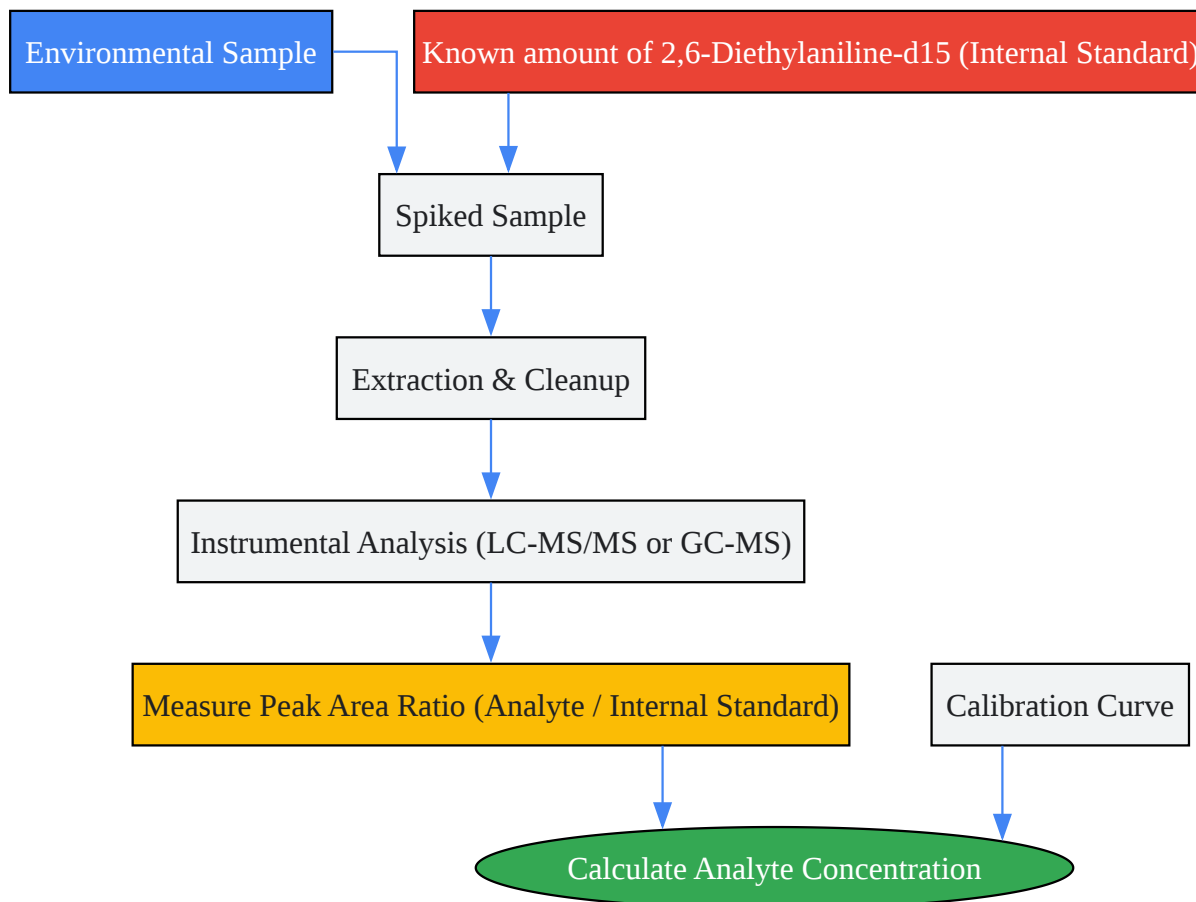 Environmental Sample
Known amount of 2,6-Diethylaniline-d15 (Internal Standard)
Spiked Sample
Extraction & Cleanup
Instrumental Analysis (LC-MS/MS or GC-MS)
Measure Peak Area Ratio (Analyte / Internal Standard)
Calibration Curve
Calculate Analyte Concentration